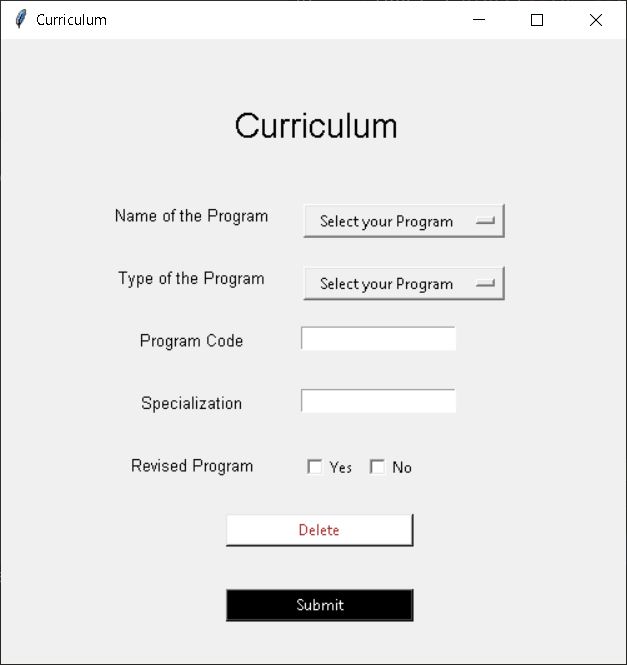 Curriculum
Curriculum
Name of the Program Select your Program
Type of the Program Select your Program
Program Code
Specialization
Revised Program Yes No
Delete
Submit